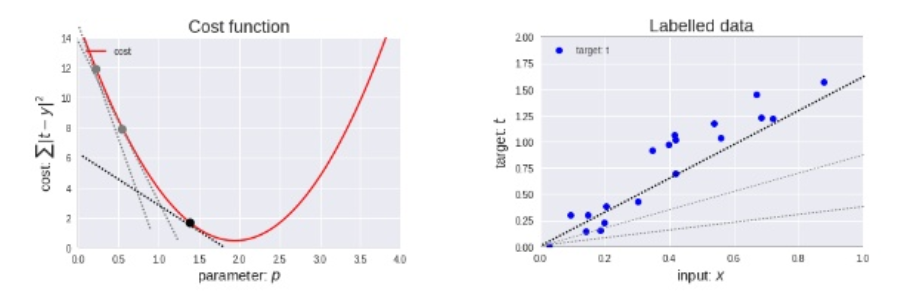 Cost function
cost
14
12
10
8
6
4
2
0
cost: ∑|t − y|²
0.0 0.5 1.0 1.5 2.0 2.5 3.0 3.5 4.0
parameter: p
Labelled data
target: t
2.00
1.75
1.50
1.25
1.00
0.75
0.50
0.25
0.00
target: t
0.0 0.2 0.4 0.6 0.8 1.0
input: x